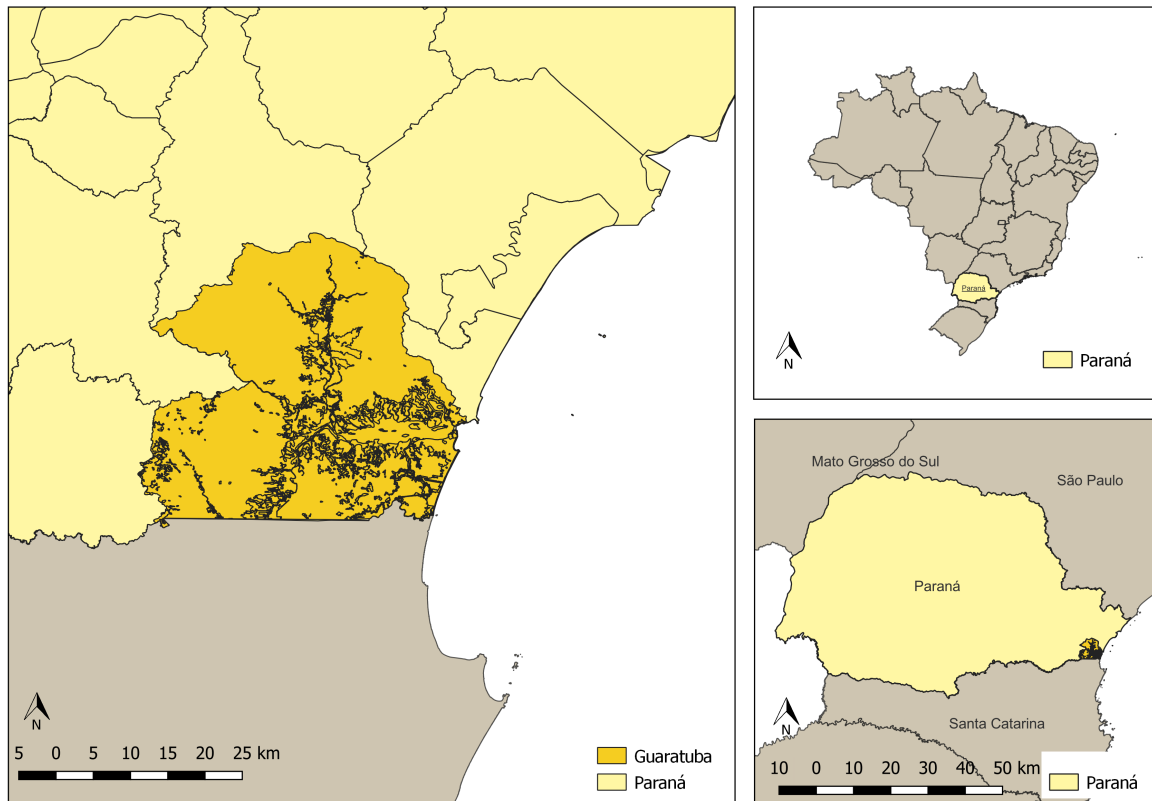 N
5 0 5 10 15 20 25 km
Guaratuba
Paraná
Paraná
N
Paraná
Mato Grosso do Sul
São Paulo
Paraná
Santa Catarina
N
10 0 10 20 30 40 50 km
Paraná